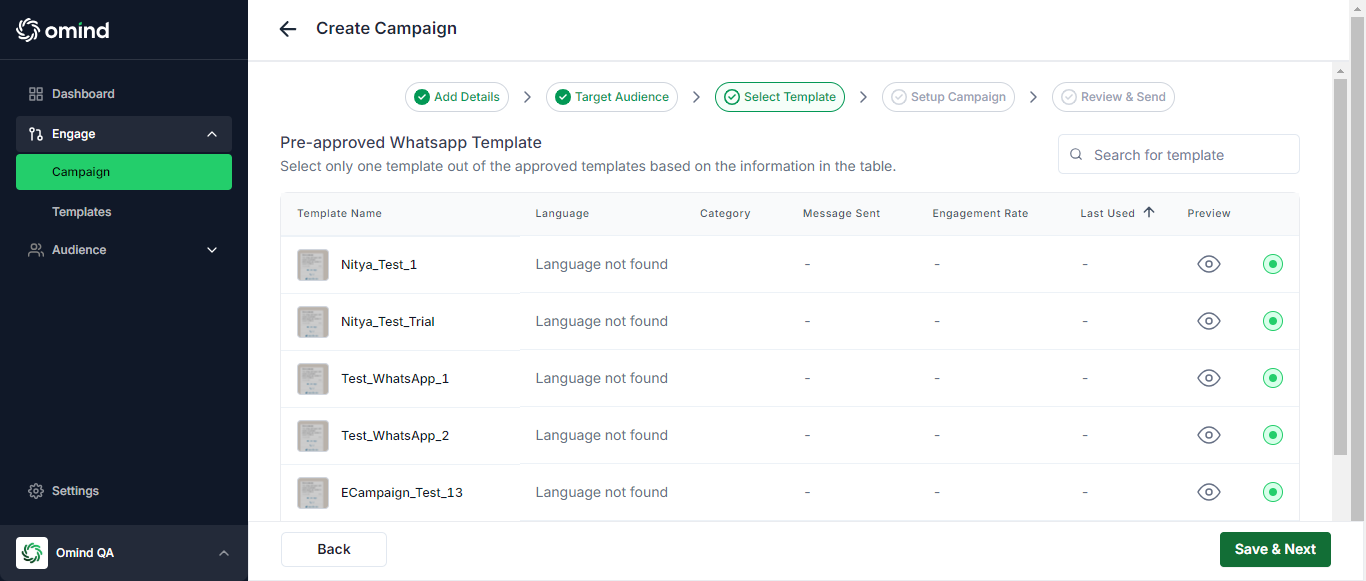 omind
Create Campaign
Dashboard
Engage
Campaign
Templates
Audience
Settings
Omind QA
Add Details
Target Audience
Select Template
Setup Campaign
Review & Send
Pre-approved Whatsapp Template
Select only one template out of the approved templates based on the information in the table.
Search for template
Template Name Language Category Message Sent Engagement Rate Last Used Preview
Nitya_Test_1 Language not found - - -
Nitya_Test_Trial Language not found - - -
Test_WhatsApp_1 Language not found - - -
Test_WhatsApp_2 Language not found - - -
ECampaign_Test_13 Language not found - - -
Back
Save & Next